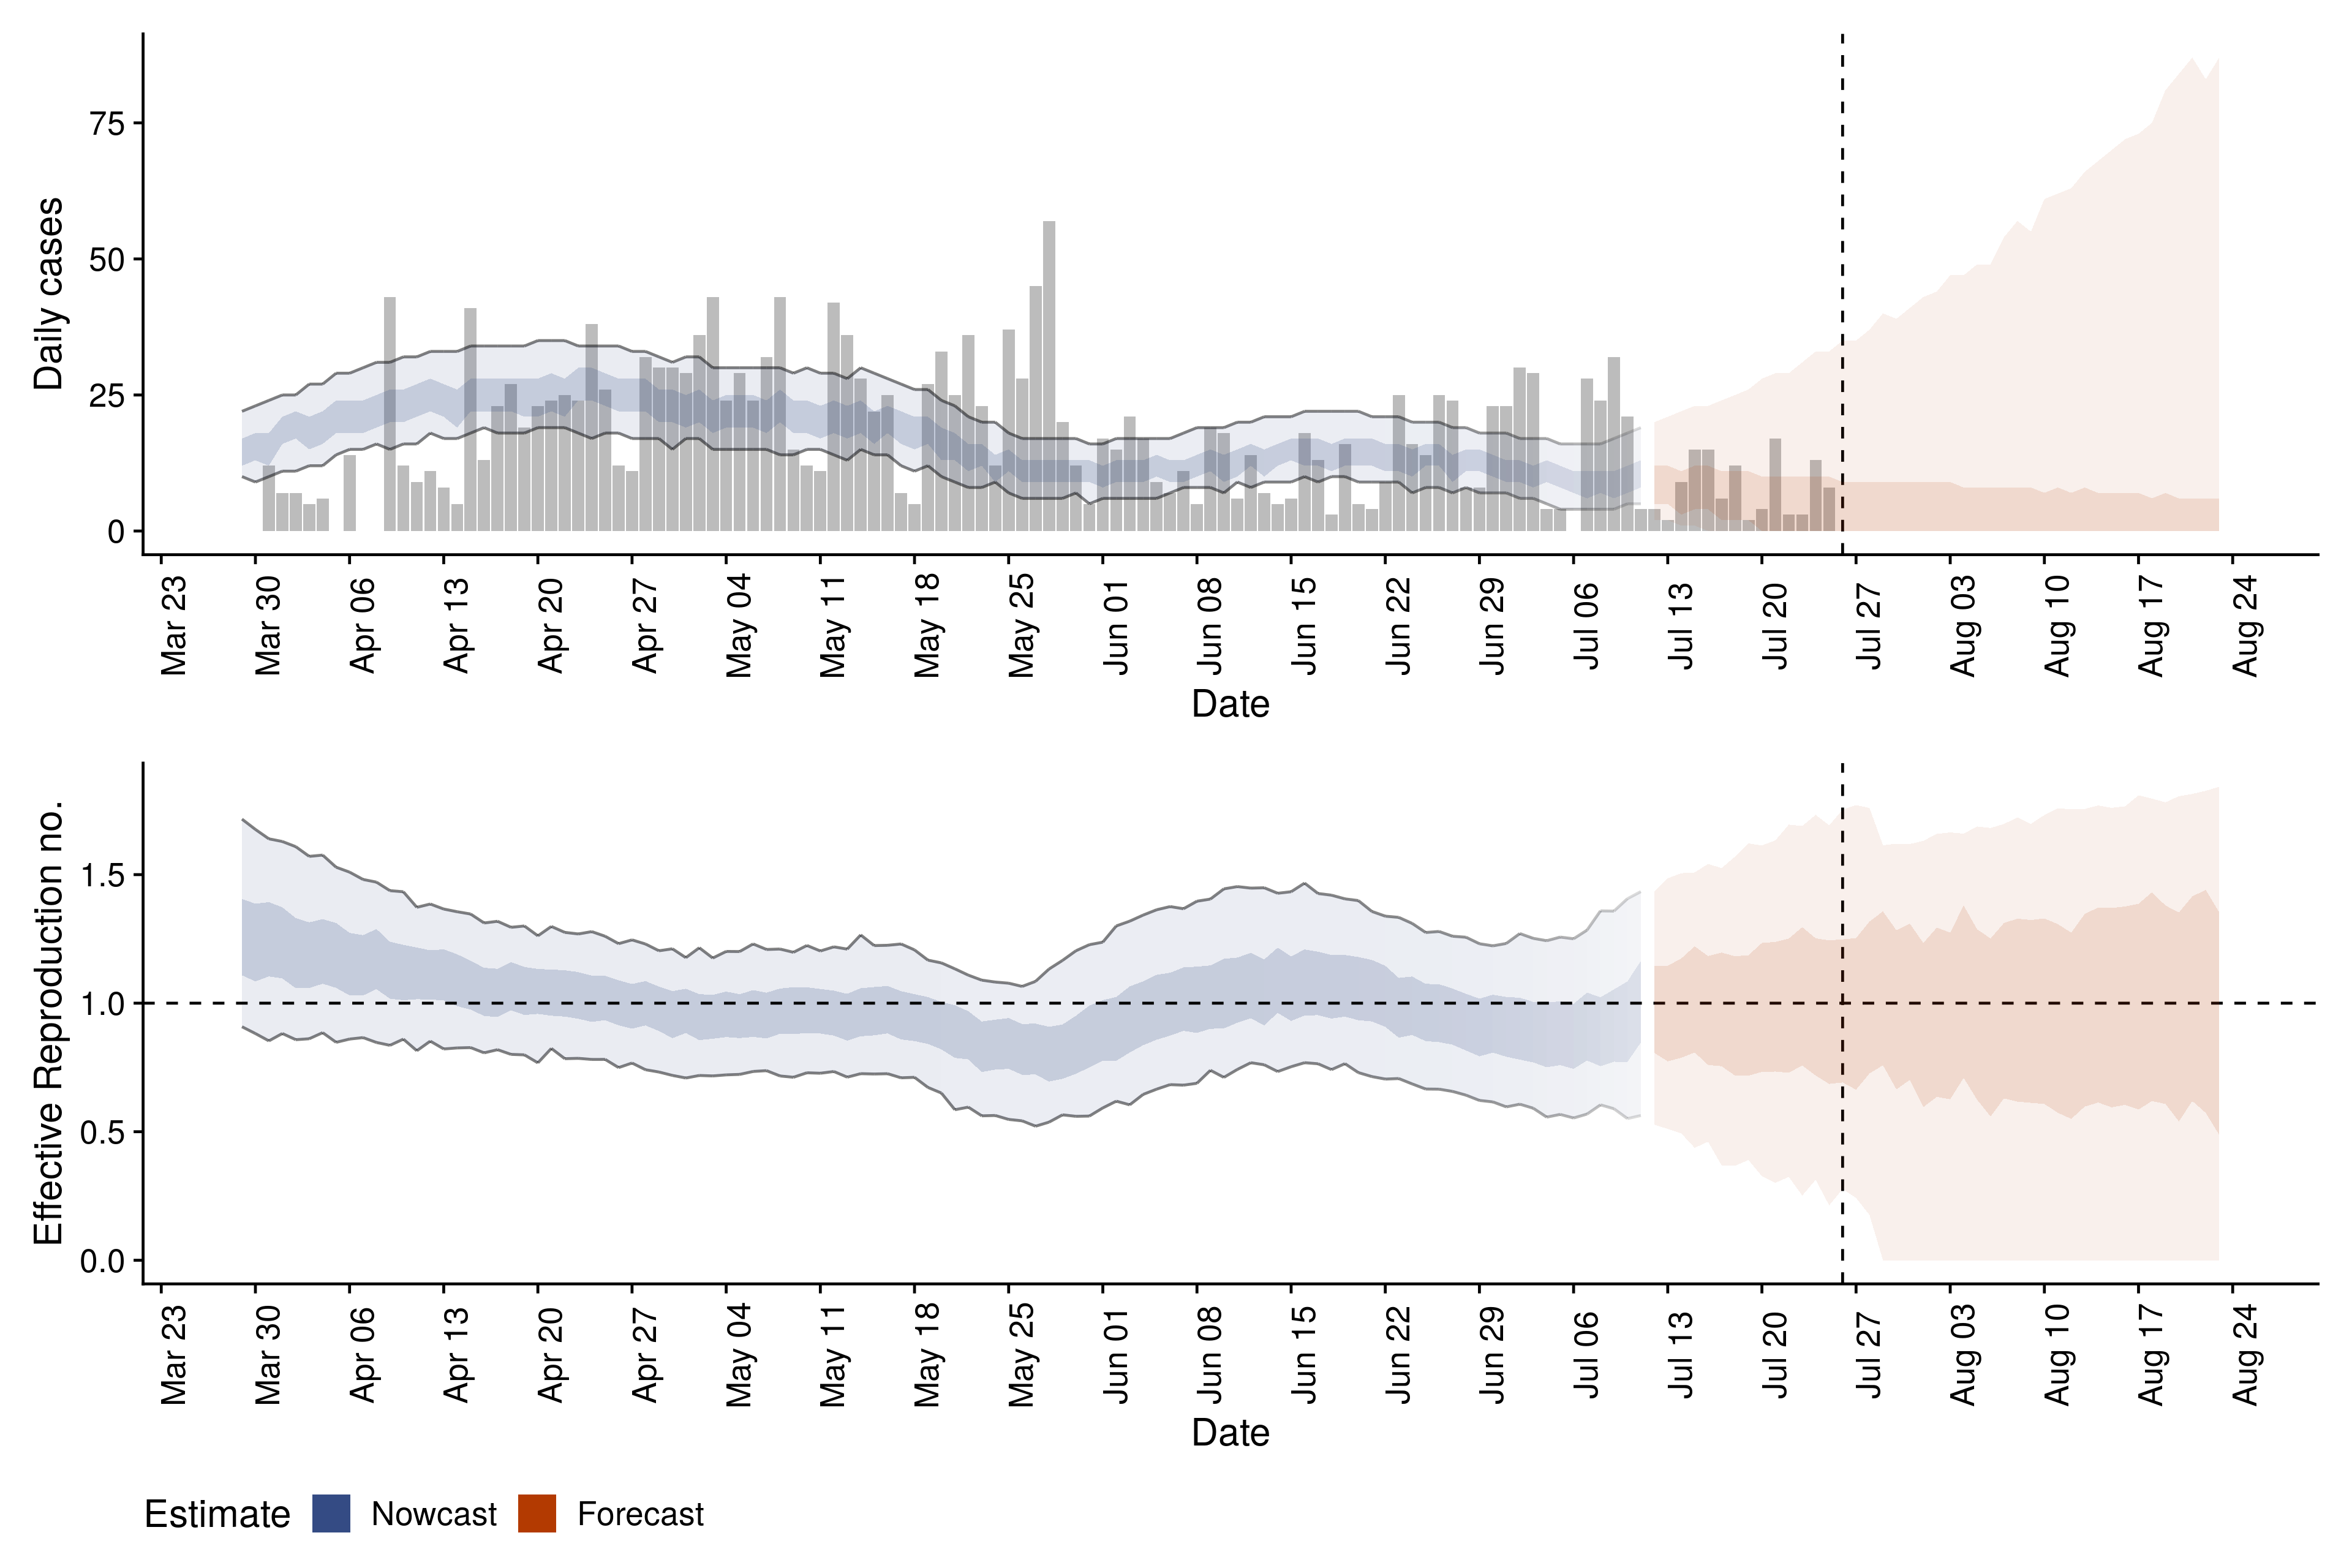 Daily cases
75
50
25
0
Mar 23
Mar 30
Apr 06
Apr 13
Apr 20
Apr 27
May 04
May 11
May 18
May 25
Jun 01
Jun 08
Jun 15
Jun 22
Jun 29
Jul 06
Jul 13
Jul 20
Jul 27
Aug 03
Aug 10
Aug 17
Aug 24
Date
Effective Reproduction no.
1.5
1.0
0.5
0.0
Mar 23
Mar 30
Apr 06
Apr 13
Apr 20
Apr 27
May 04
May 11
May 18
May 25
Jun 01
Jun 08
Jun 15
Jun 22
Jun 29
Jul 06
Jul 13
Jul 20
Jul 27
Aug 03
Aug 10
Aug 17
Aug 24
Date
Estimate Nowcast Forecast